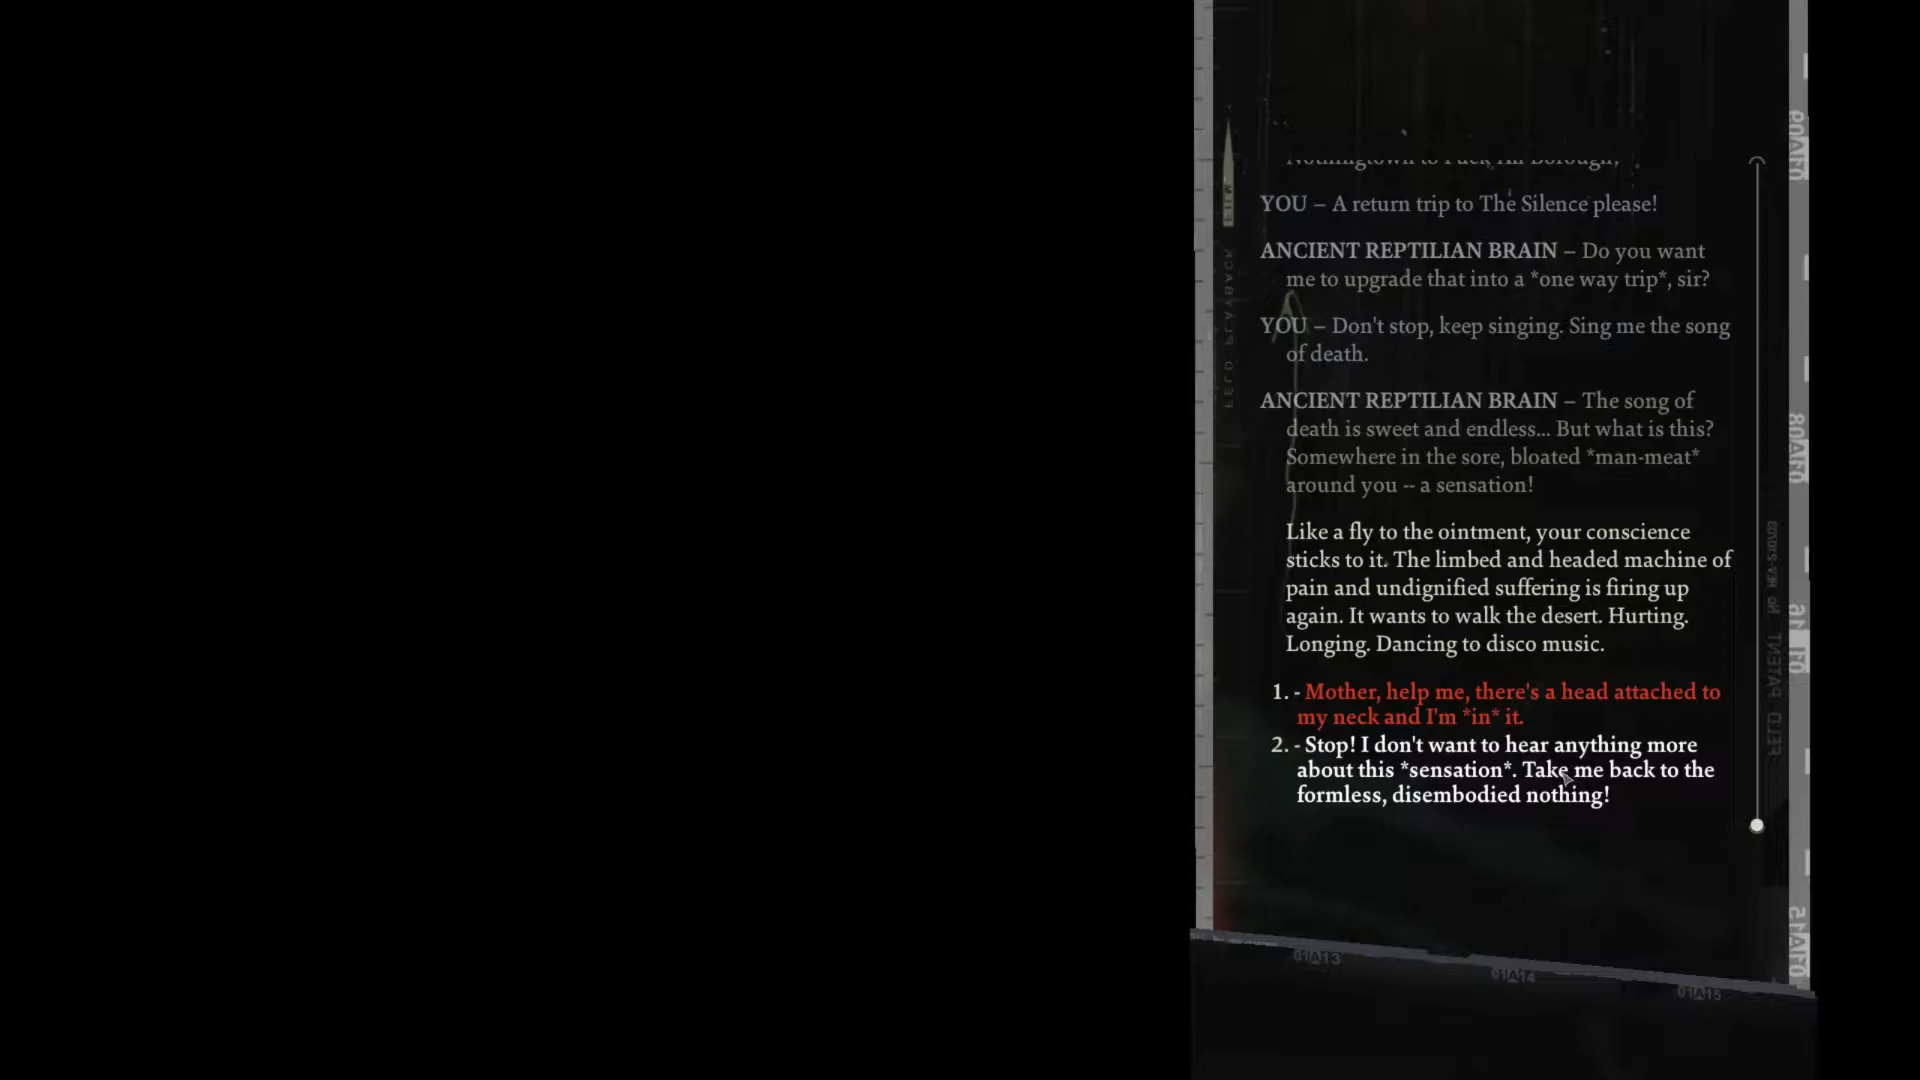 YOU – A return trip to The Silence please!
ANCIENT REPTILIAN BRAIN – Do you want
me to upgrade that into a *one way trip*, sir?
YOU – Don't stop, keep singing. Sing me the song
of death.
ANCIENT REPTILIAN BRAIN – The song of
death is sweet and endless... But what is this?
Somewhere in the sore, bloated *man-meat*
around you -- a sensation!
Like a fly to the ointment, your conscience
sticks to it. The limbed and headed machine of
pain and undignified suffering is firing up
again. It wants to walk the desert. Hurting.
Longing. Dancing to disco music.
1. - Mother, help me, there's a head attached to
my neck and I'm *in* it.
2. - Stop! I don't want to hear anything more
about this *sensation*. Take me back to the
formless, disembodied nothing!
01A13
01A14
01A15
FELD PLAYBACK